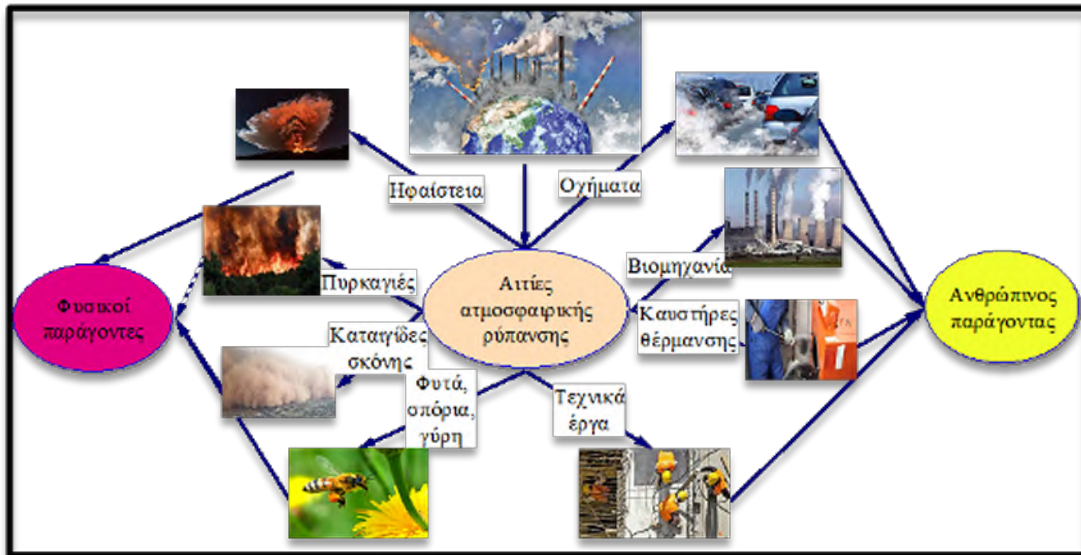 Ηφαίστεια
Οχήματα
Πυρκαγιές
Βιομηχανία
Φυσικοί
παράγοντες
Αιτίες
ατμοσφαιρικής
ρύπανσης
Καυστήρες
θέρμανσης
Ανθρώπινος
παράγοντας
Καταιγίδες
σκόνης
Φυτά,
σπόρια,
γύρη
Τεχνικά
έργα